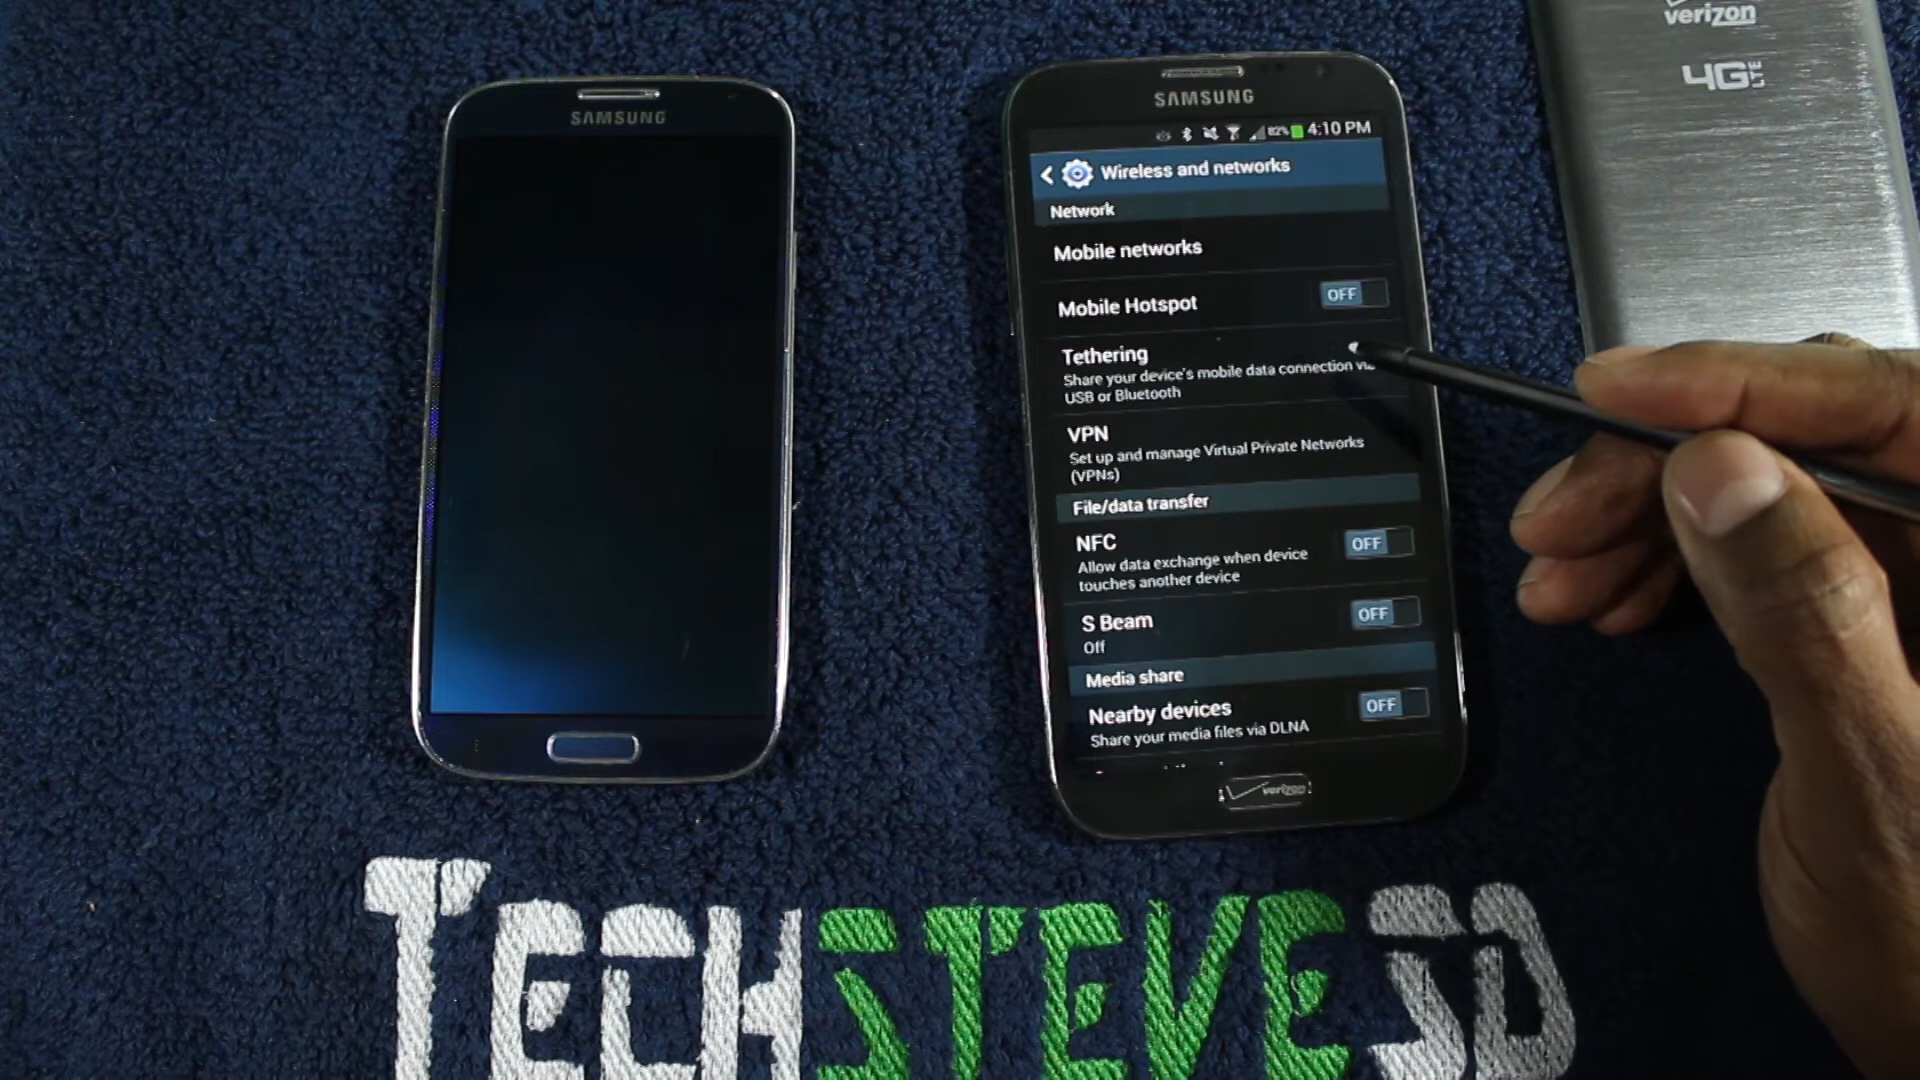 verizon
4G LTE
SAMSUNG
SAMSUNG
82% 4:10 PM
Wireless and networks
Network
Mobile networks
Mobile Hotspot OFF
Tethering
Share your device's mobile data connection via
USB or Bluetooth
VPN
Set up and manage Virtual Private Networks
(VPNs)
File/data transfer
NFC OFF
Allow data exchange when device
touches another device
S Beam OFF
Off
Media share
Nearby devices OFF
Share your media files via DLNA
verizon
TECHSTEVESD